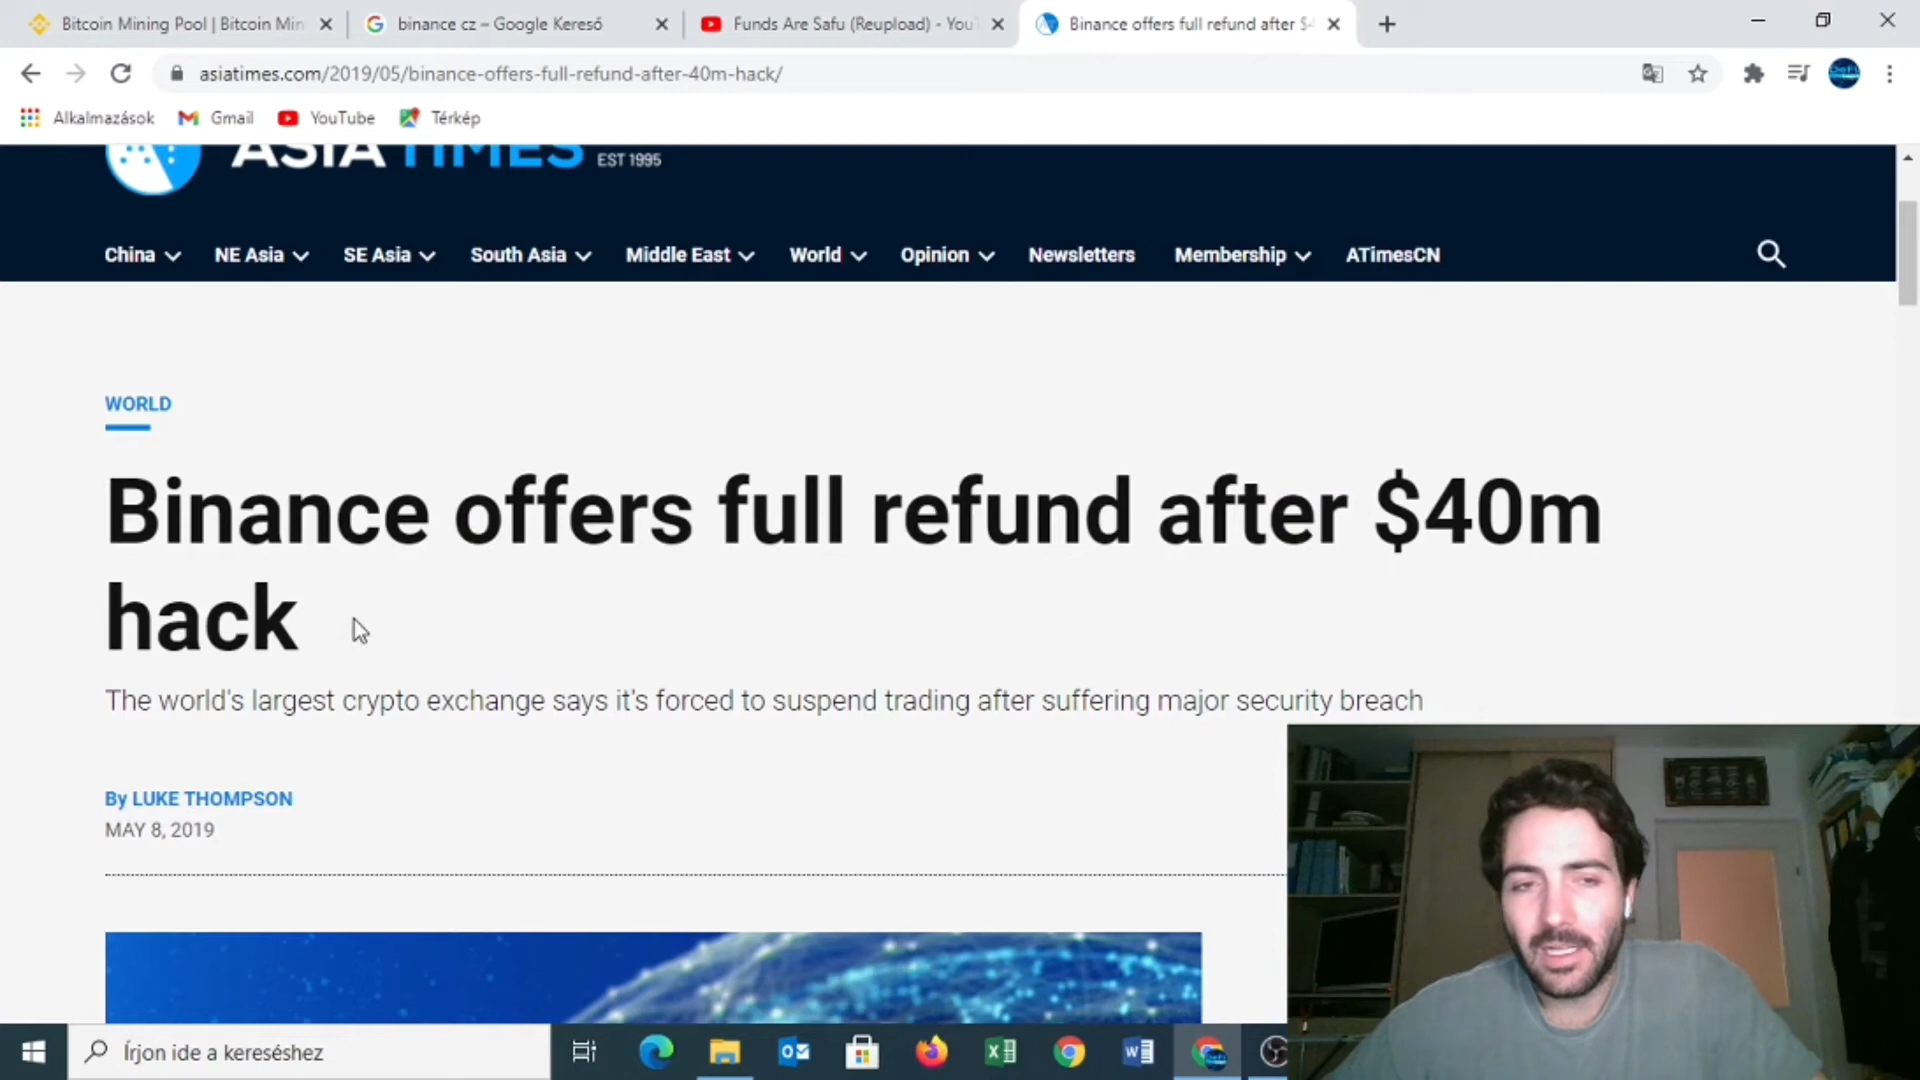 Bitcoin Mining Pool | Bitcoin Min
binance cz – Google Kereső
Funds Are Safu (Reupload) - You
Binance offers full refund after $4
asiatimes.com/2019/05/binance-offers-full-refund-after-40m-hack/
Alkalmazások
Gmail
YouTube
Térkép
ASIA TIMES EST 1995
China
NE Asia
SE Asia
South Asia
Middle East
World
Opinion
Newsletters
Membership
ATimesCN
WORLD
Binance offers full refund after $40m
hack
The world's largest crypto exchange says it's forced to suspend trading after suffering major security breach
By LUKE THOMPSON
MAY 8, 2019
Írjon ide a kereséshez